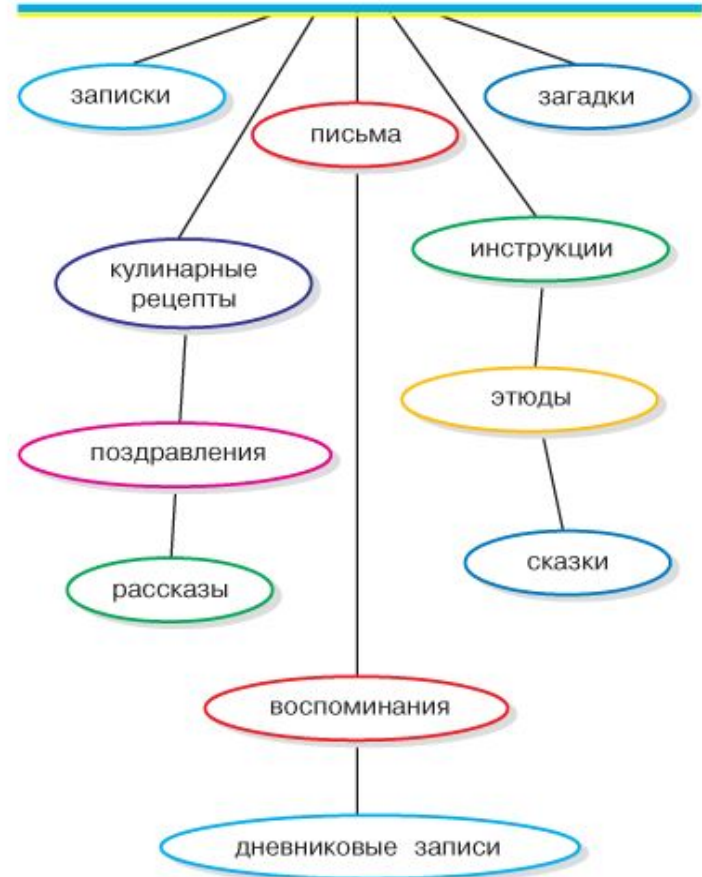 записки
загадки
письма
кулинарные
рецепты
инструкции
этюды
поздравления
сказки
рассказы
воспоминания
дневниковые записи